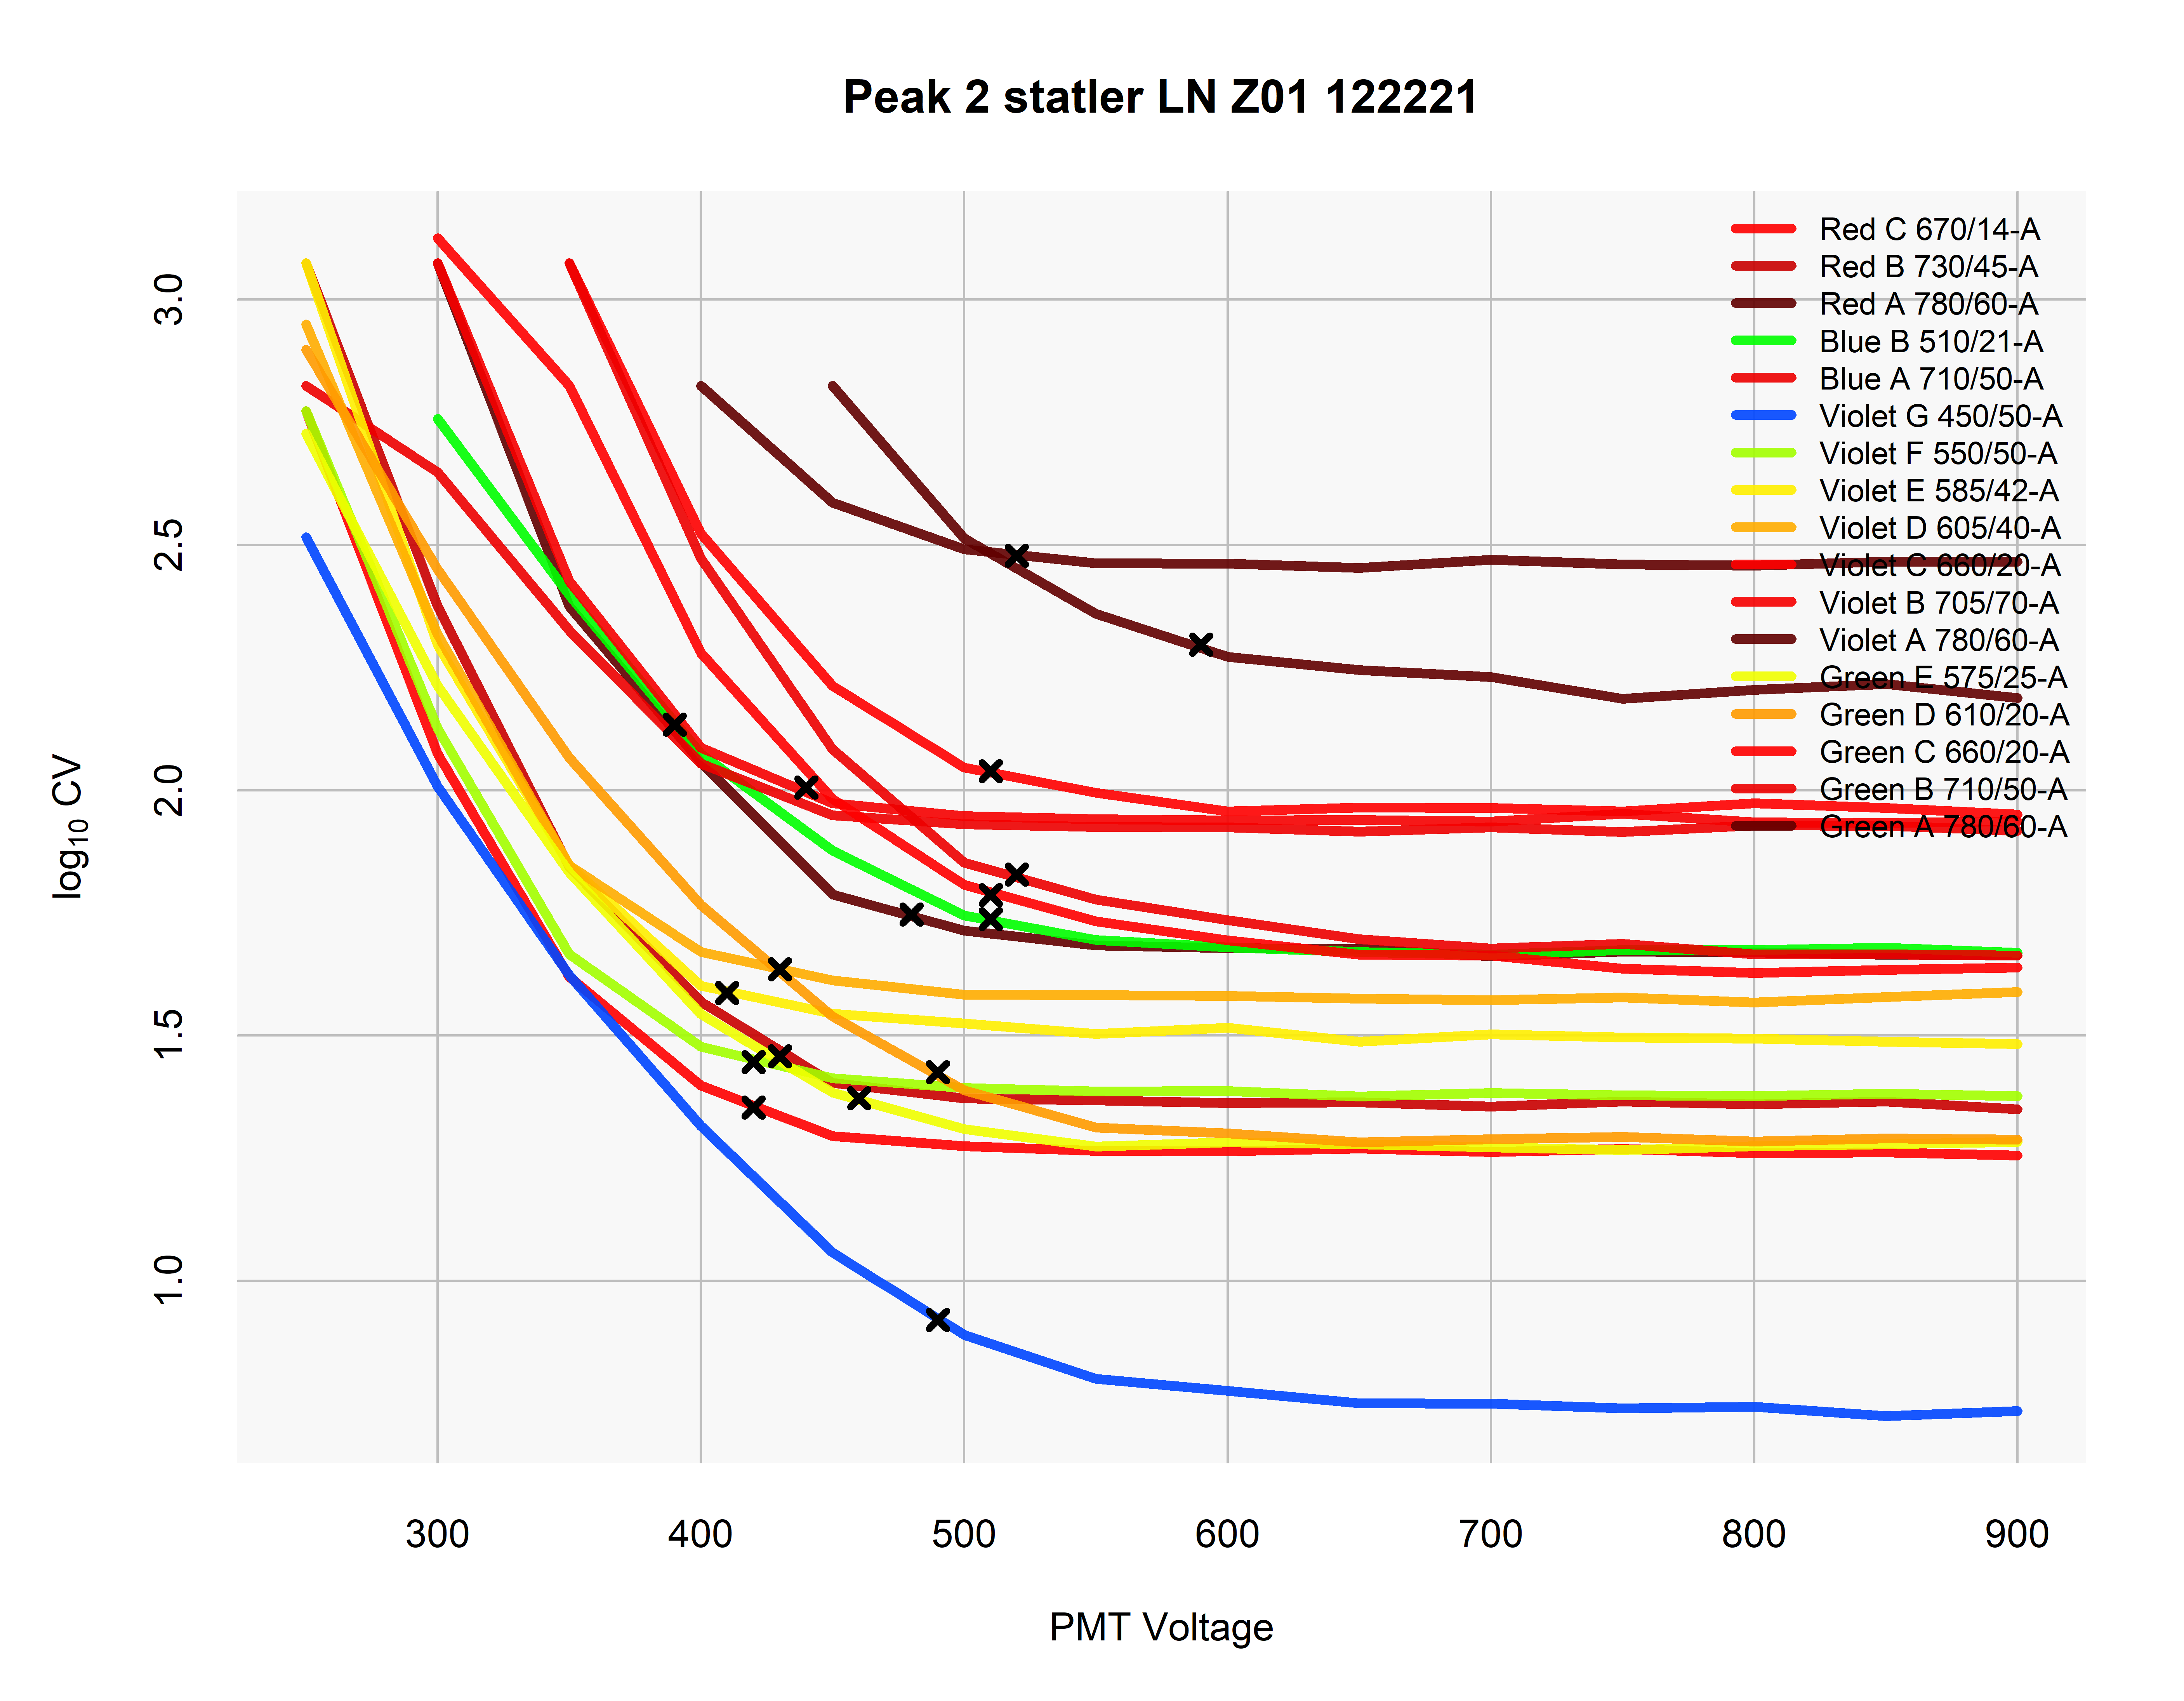 Peak 2 statler LN Z01 122221
Red C 670/14-A
Red B 730/45-A
Red A 780/60-A
Blue B 510/21-A
Blue A 710/50-A
Violet G 450/50-A
Violet F 550/50-A
Violet E 585/42-A
Violet D 605/40-A
Violet C 660/20-A
Violet B 705/70-A
Violet A 780/60-A
Green E 575/25-A
Green D 610/20-A
Green C 660/20-A
Green B 710/50-A
Green A 780/60-A
3.0
2.5
2.0
1.5
1.0
log10 CV
300 400 500 600 700 800 900
PMT Voltage